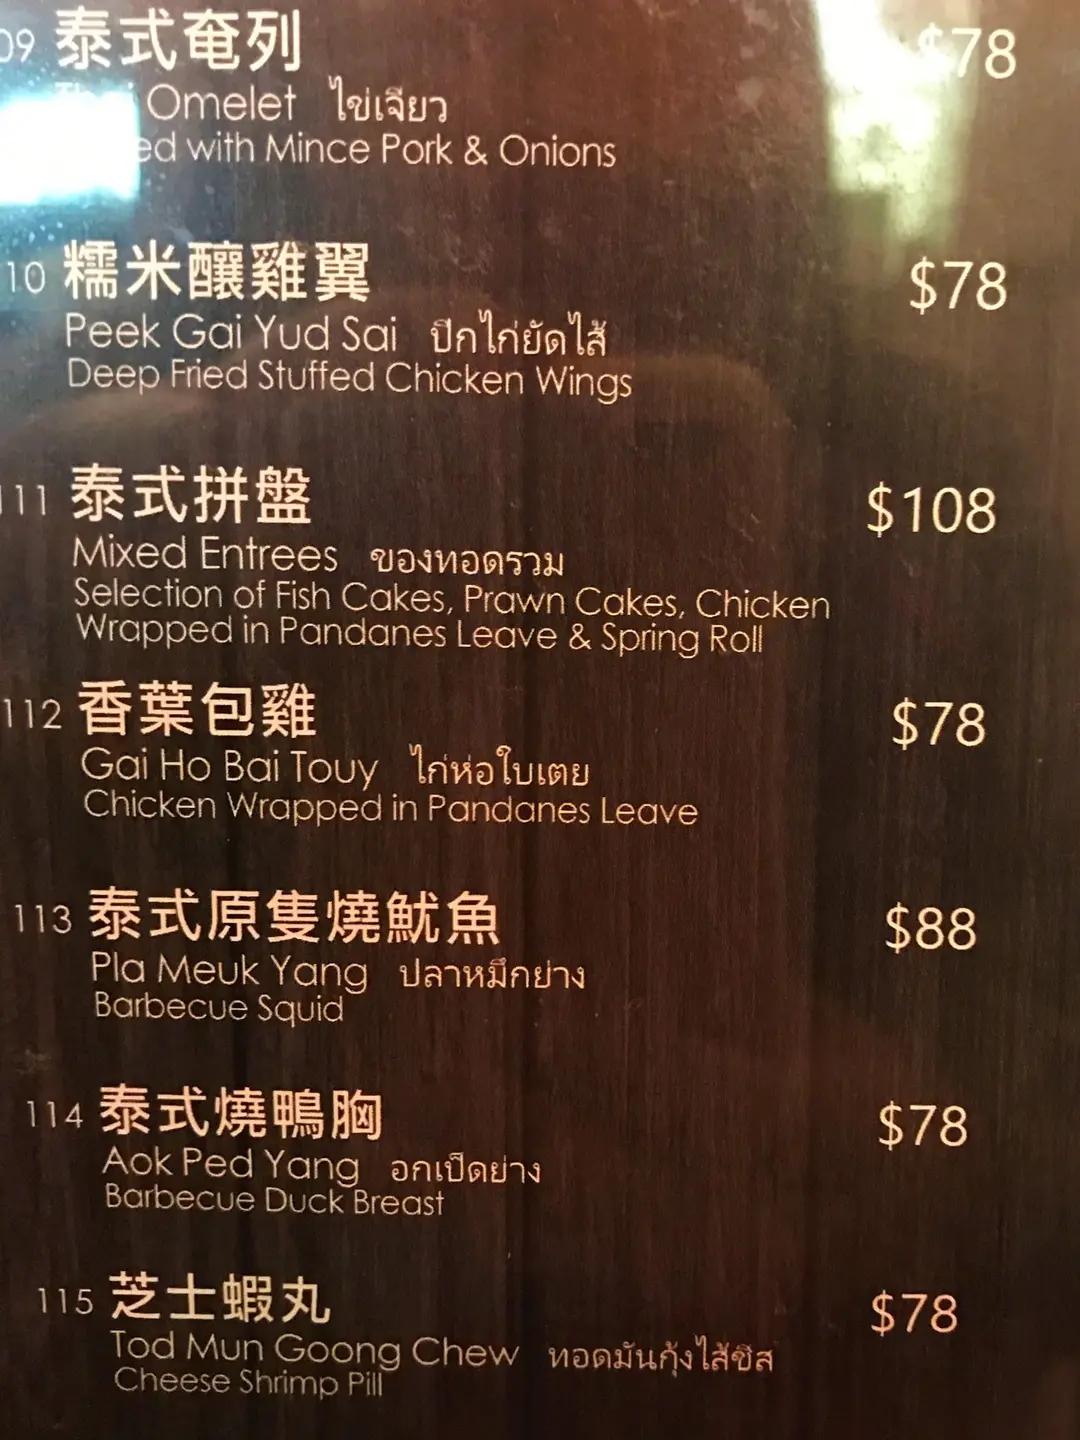 09 泰式奄列 $78
Thai Omelet ไข่เจียว
with Mince Pork & Onions
10 糯米釀雞翼 $78
Peek Gai Yud Sai ปีกไก่ยัดไส้
Deep Fried Stuffed Chicken Wings
111 泰式拼盤 $108
Mixed Entrees ของทอดรวม
Selection of Fish Cakes, Prawn Cakes, Chicken
Wrapped in Pandanes Leave & Spring Roll
112 香葉包雞 $78
Gai Ho Bai Touy ไก่ห่อใบเตย
Chicken Wrapped in Pandanes Leave
113 泰式原隻燒魷魚 $88
Pla Meuk Yang ปลาหมึกย่าง
Barbecue Squid
114 泰式燒鴨胸 $78
Aok Ped Yang อกเป็ดย่าง
Barbecue Duck Breast
115 芝士蝦丸 $78
Tod Mun Goong Chew ทอดมันกุ้งไส้ชีส
Cheese Shrimp Pill